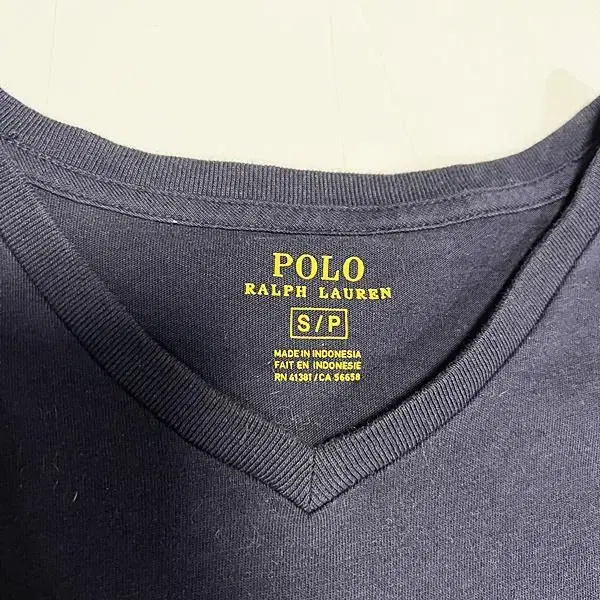 POLO
RALPH LAUREN
S/P
MADE IN INDONESIA
FAIT EN INDONESIE
RN 41381 / CA 56658